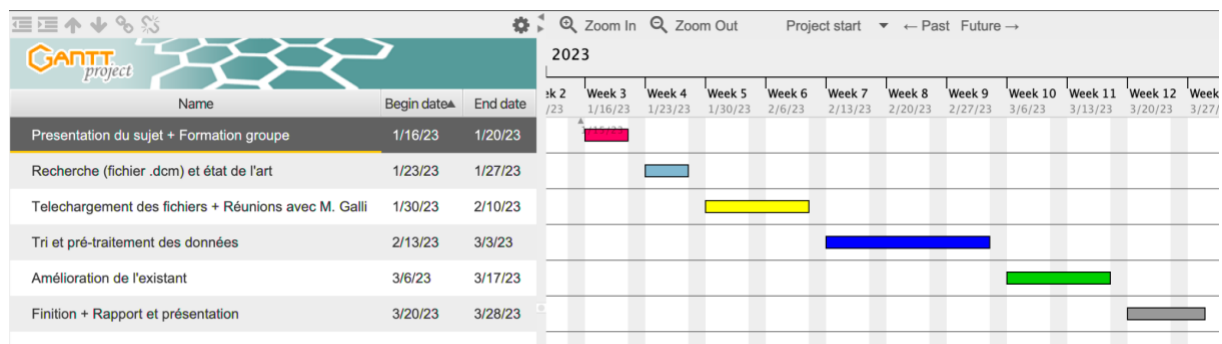 Zoom In Zoom Out Project start ← Past Future →
GANTT
project
2023
Name Begin date End date
ek 2 Week 3 Week 4 Week 5 Week 6 Week 7 Week 8 Week 9 Week 10 Week 11 Week 12 Week
/23 1/16/23 1/23/23 1/30/23 2/6/23 2/13/23 2/20/23 2/27/23 3/6/23 3/13/23 3/20/23 3/27/
Presentation du sujet + Formation groupe 1/16/23 1/20/23
Recherche (fichier .dcm) et état de l'art 1/23/23 1/27/23
Telechargement des fichiers + Réunions avec M. Galli 1/30/23 2/10/23
Tri et pré-traitement des données 2/13/23 3/3/23
Amélioration de l'existant 3/6/23 3/17/23
Finition + Rapport et présentation 3/20/23 3/28/23